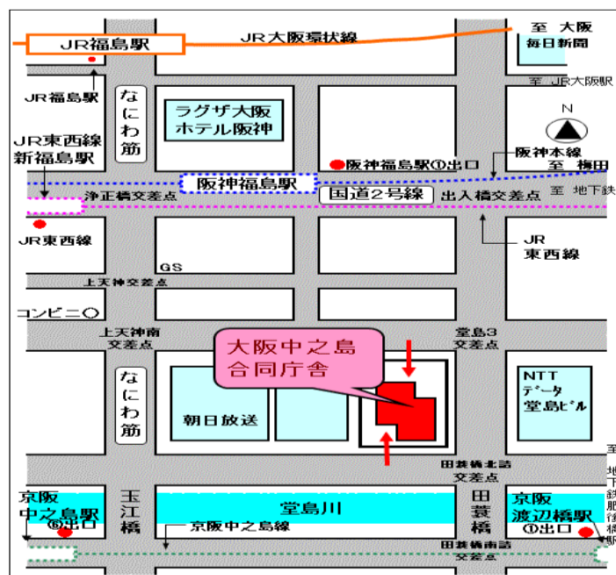 JR福島駅
JR大阪環状線
至 大阪
毎日新聞
至 JR大阪駅
JR福島駅
なにわ筋
ラグザ大阪
ホテル阪神
N
JR東西線
新福島駅
阪神福島駅①出口
阪神本線
至 梅田
阪神福島駅
国道2号線
浄正橋交差点
出入橋交差点
至 地下鉄
JR東西線
JR
東西線
GS
上天神交差点
コンビニ○
上天神南
交差点
堂島3
交差点
大阪中之島
合同庁舎
なにわ筋
朝日放送
NTT
データ
堂島ビル
田蓑橋北詰
交差点
至 地下鉄肥後橋駅
京阪
中之島駅
⑥出口
玉江橋
堂島川
京阪中之島線
田蓑橋
京阪
渡辺橋駅
①出口
田蓑橋南詰
交差点